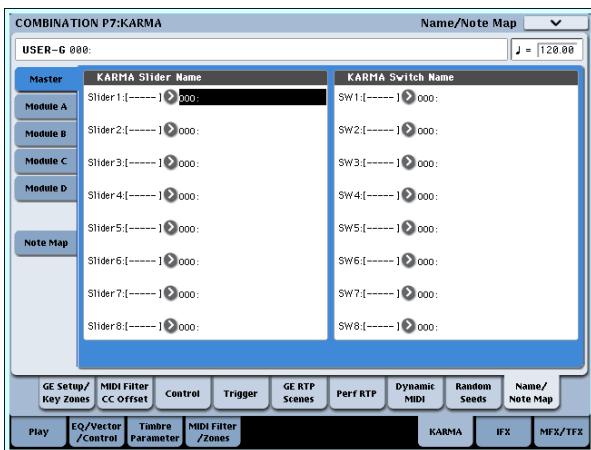 COMBINATION P7:KARMA Name/Note Map
USER-G 000: ♩ = 120.00
Master
Module A
Module B
Module C
Module D
Note Map
KARMA Slider Name KARMA Switch Name
Slider1:[----- ] 000: SW1:[----- ] 000:
Slider2:[----- ] 000: SW2:[----- ] 000:
Slider3:[----- ] 000: SW3:[----- ] 000:
Slider4:[----- ] 000: SW4:[----- ] 000:
Slider5:[----- ] 000: SW5:[----- ] 000:
Slider6:[----- ] 000: SW6:[----- ] 000:
Slider7:[----- ] 000: SW7:[----- ] 000:
Slider8:[----- ] 000: SW8:[----- ] 000:
GE Setup/ Key Zones
MIDI Filter CC Offset
Control
Trigger
GE RTP Scenes
Perf RTP
Dynamic MIDI
Random Seeds
Name/ Note Map
Play
EQ/Vector /Control
Timbre Parameter
MIDI Filter /Zones
KARMA
IFX
MFX/TFX